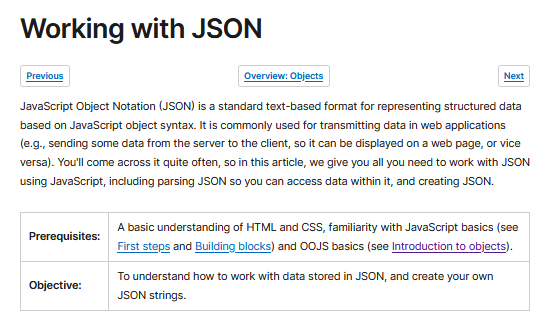 Working with JSON
Previous
Overview: Objects
Next
JavaScript Object Notation (JSON) is a standard text-based format for representing structured data
based on JavaScript object syntax. It is commonly used for transmitting data in web applications
(e.g., sending some data from the server to the client, so it can be displayed on a web page, or vice
versa). You'll come across it quite often, so in this article, we give you all you need to work with JSON
using JavaScript, including parsing JSON so you can access data within it, and creating JSON.
Prerequisites:
A basic understanding of HTML and CSS, familiarity with JavaScript basics (see
First steps and Building blocks) and OOJS basics (see Introduction to objects).
Objective:
To understand how to work with data stored in JSON, and create your own
JSON strings.